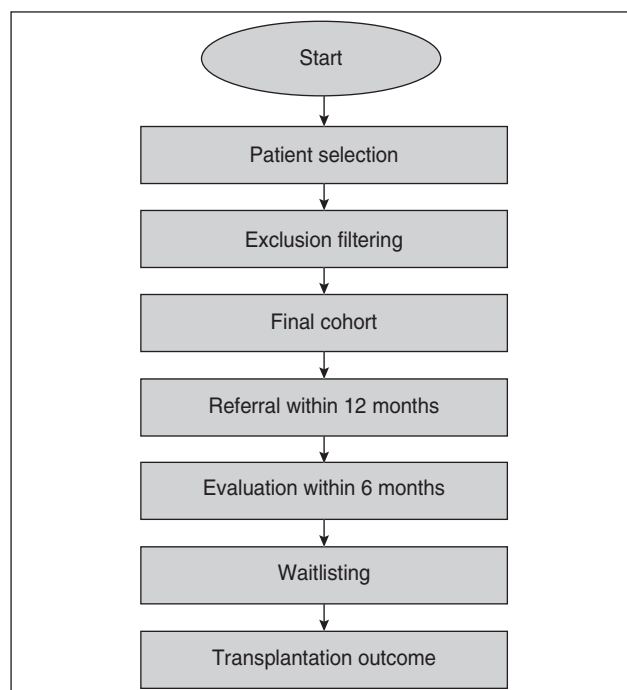 Start
Patient selection
Exclusion filtering
Final cohort
Referral within 12 months
Evaluation within 6 months
Waitlisting
Transplantation outcome